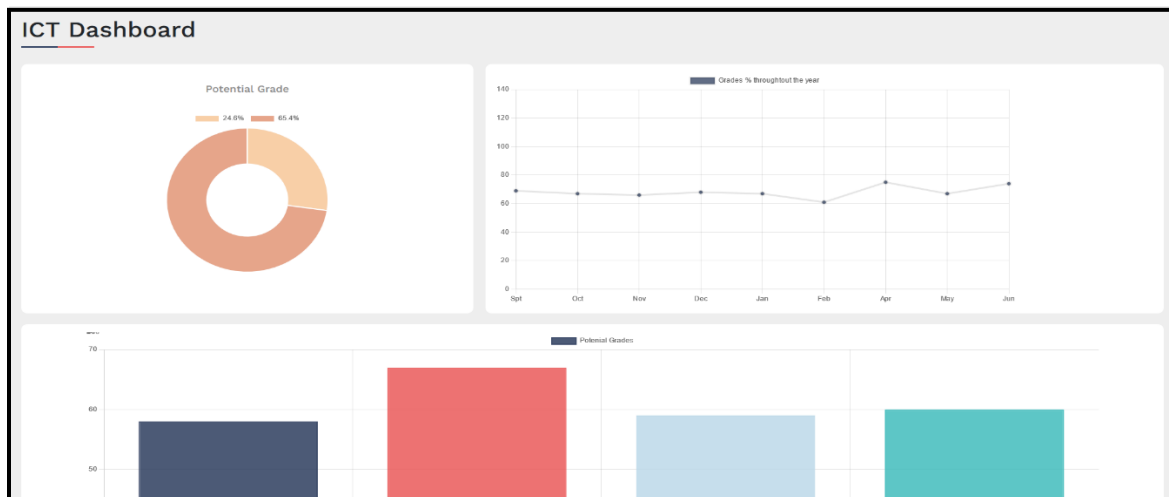 ICT Dashboard
Potential Grade
24.6% 65.4%
Grades % throughtout the year
140
120
100
80
60
40
20
0
Spt Oct Nov Dec Jan Feb Apr May Jun
Potenial Grades
70
60
50